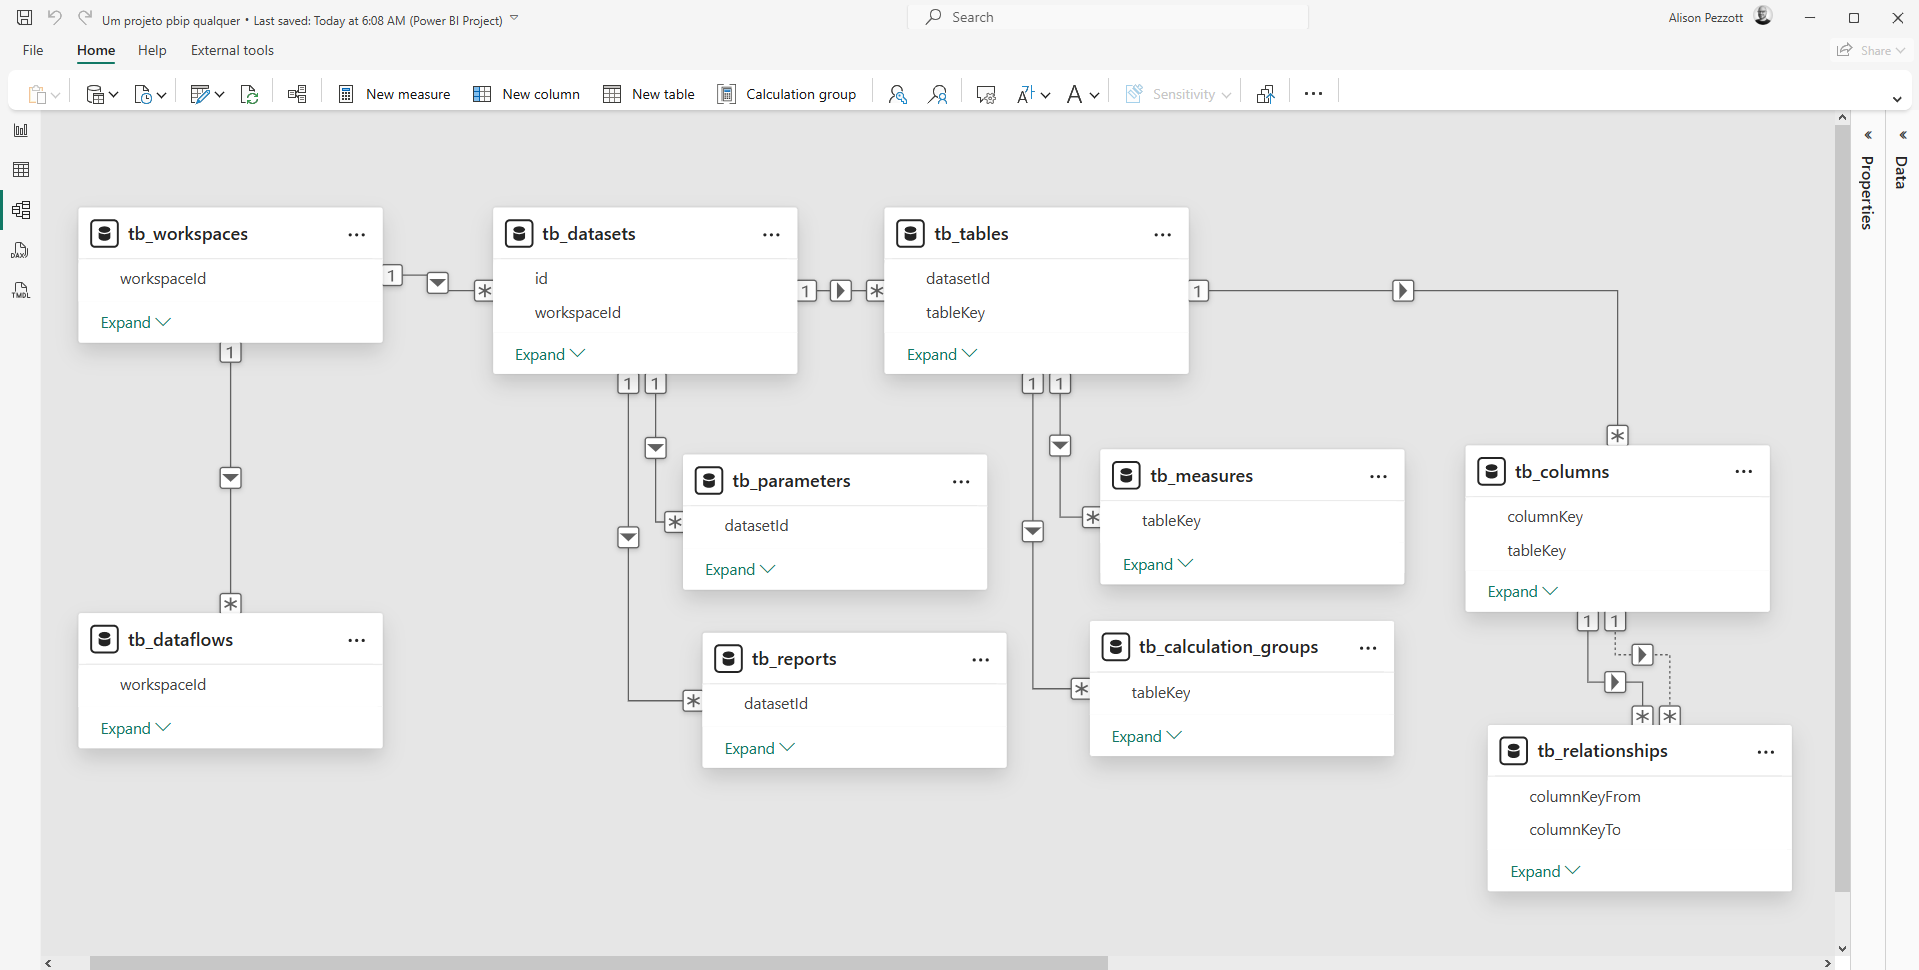 Um projeto pbip qualquer • Last saved: Today at 6:08 AM (Power BI Project)
Search
Alison Pezzott
File
Home
Help
External tools
Share
New measure
New column
New table
Calculation group
A
Sensitivity
DAX
TMDL
Properties
Data
tb_workspaces
workspaceId
Expand
1
*
1
*
tb_datasets
id
workspaceId
Expand
1
*
1
1
tb_tables
datasetId
tableKey
Expand
1
*
1
1
tb_parameters
datasetId
Expand
*
tb_measures
tableKey
Expand
*
tb_columns
columnKey
tableKey
Expand
1
1
*
*
tb_dataflows
workspaceId
Expand
tb_reports
datasetId
Expand
*
tb_calculation_groups
tableKey
Expand
*
tb_relationships
columnKeyFrom
columnKeyTo
Expand